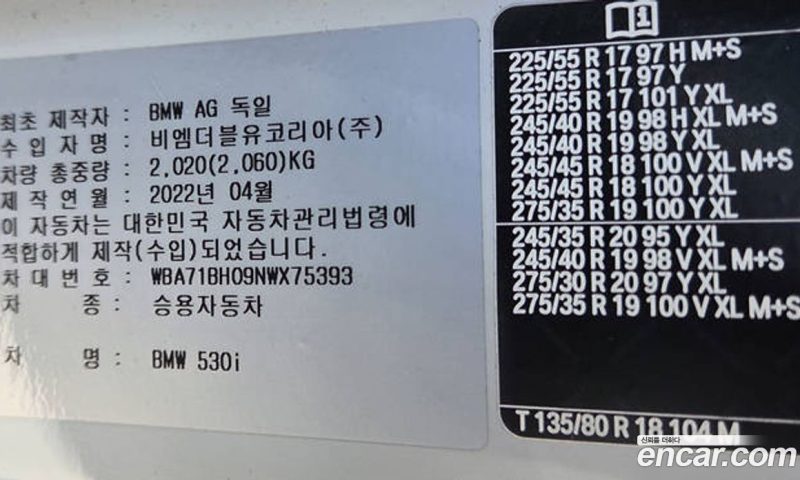 최초 제작자 : BMW AG 독일
수 입 자 명 : 비엠더블유코리아(주)
차량 총중량 : 2,020(2,060)KG
제 작 연 월 : 2022년 04월
이 자동차는 대한민국 자동차관리법령에
적합하게 제작(수입)되었습니다.
차 대 번 호 : WBA71BH09NWX75393
차 종 : 승용자동차
차 명 : BMW 530i
225/55 R 17 97 H M+S
225/55 R 17 97 Y
225/55 R 17 101 Y XL
245/40 R 19 98 H XL M+S
245/40 R 19 98 Y XL
245/45 R 18 100 V XL M+S
245/45 R 18 100 Y XL
275/35 R 19 100 Y XL
245/35 R 20 95 Y XL
245/40 R 19 98 V XL M+S
275/30 R 20 97 Y XL
275/35 R 19 100 V XL M+S
T 135/80 R 18 104 M
신뢰를 더하다
encar.com